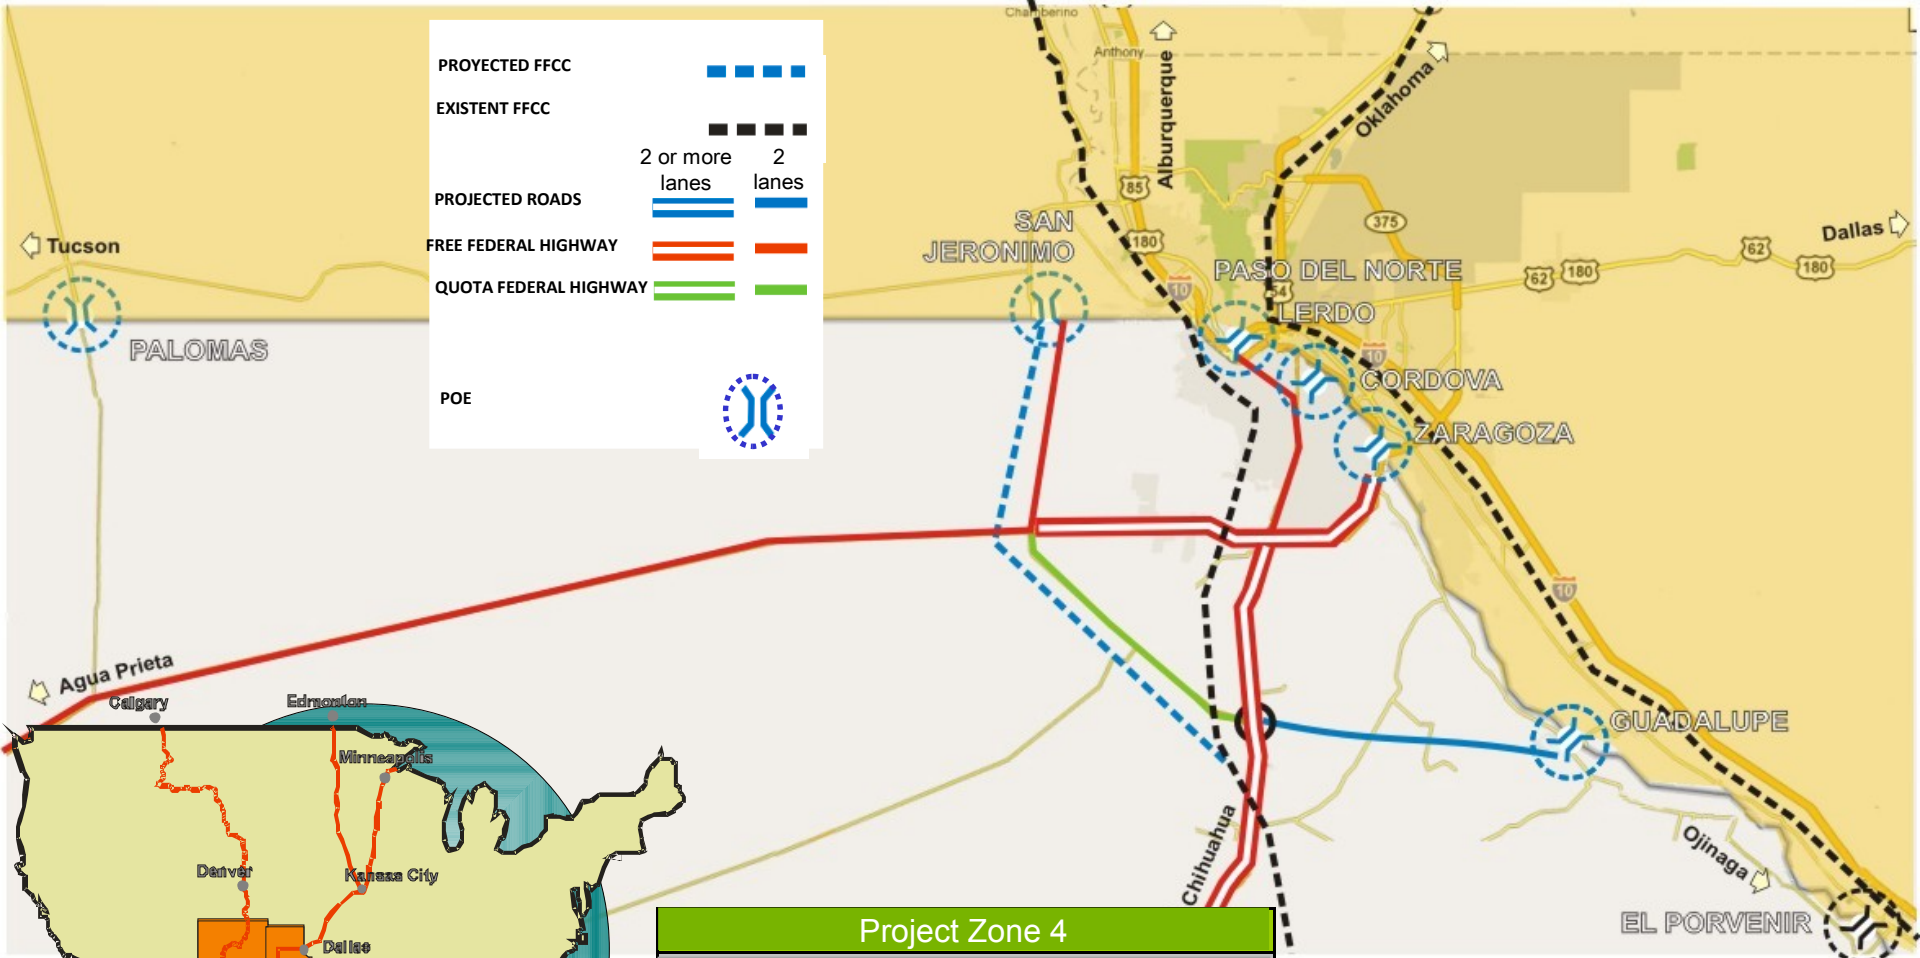 Chamberino
Anthony
Alburquerque
Oklahoma
PROYECTED FFCC
EXISTENT FFCC
2 or more
lanes
2
lanes
PROJECTED ROADS
FREE FEDERAL HIGHWAY
QUOTA FEDERAL HIGHWAY
POE
85
180
375
Tucson
SAN
JERONIMO
Dallas
62
180
62
180
10
54
PASO DEL NORTE
LERDO
PALOMAS
10
CORDOVA
ZARAGOZA
10
Agua Prieta
Calgary
Edmonton
Minneapolis
GUADALUPE
Chihuahua
Ojinaga
Denver
Kansas City
EL PORVENIR
Dallas
Project Zone 4